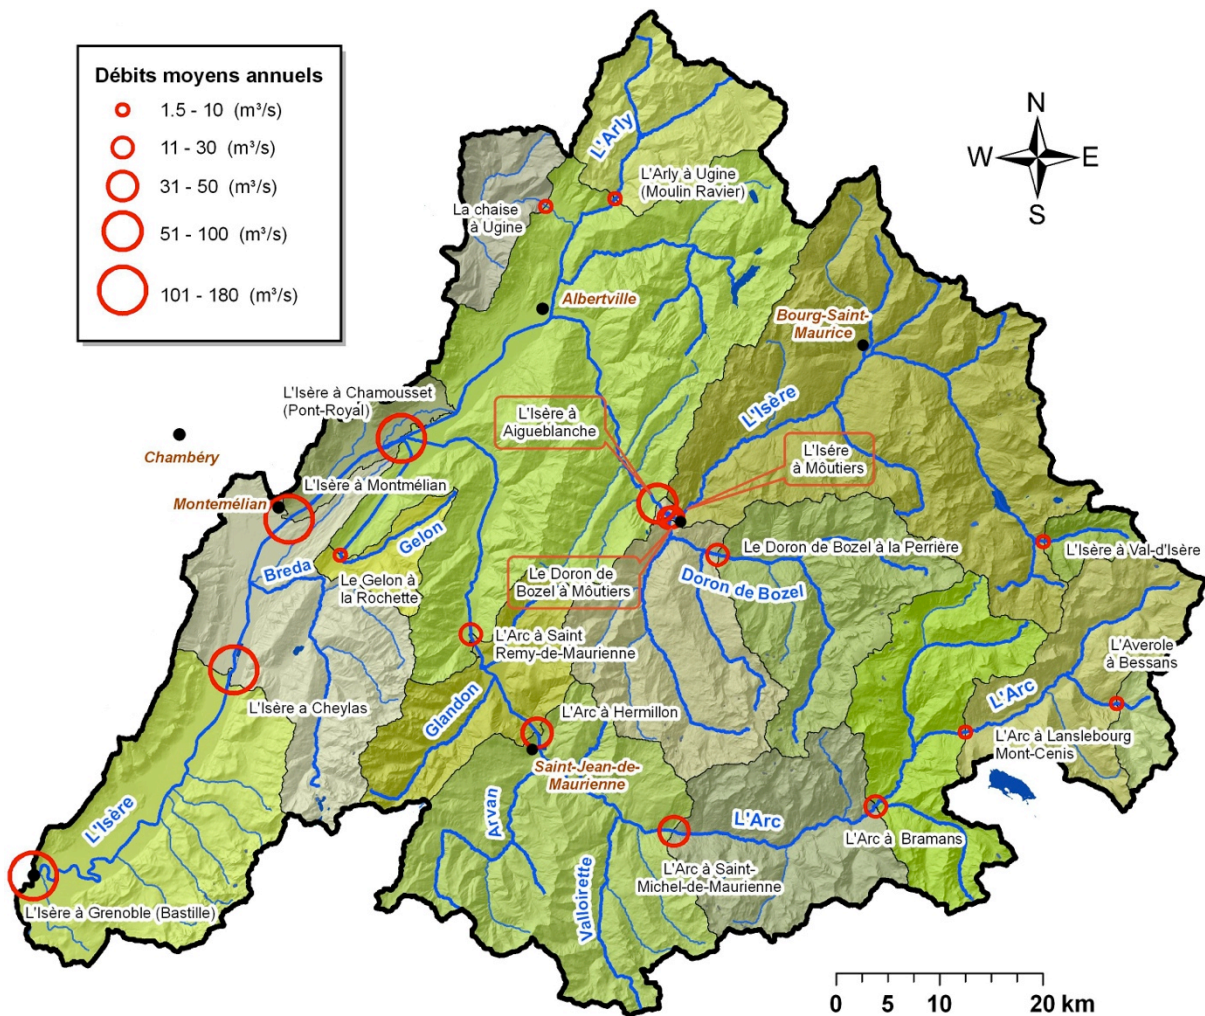 Débits moyens annuels
1.5 - 10 (m³/s)
11 - 30 (m³/s)
31 - 50 (m³/s)
51 - 100 (m³/s)
101 - 180 (m³/s)
N
W
E
S
L'Arly
L'Arly à Ugine
(Moulin Ravier)
La chaise
à Ugine
Albertville
Bourg-Saint-
Maurice
L'Isère à Chamousset
(Pont-Royal)
L'Isère à
Aigueblanche
L'Isère
L'Isére
à Môutiers
Chambéry
L'Isère à Montmélian
Montemélian
Gelon
Breda
Le Gelon à
la Rochette
Le Doron de
Bozel à Môutiers
Le Doron de Bozel à la Perrière
Doron de Bozel
L'Isère à Val-d'Isère
L'Arc à Saint
Remy-de-Maurienne
L'Averole
à Bessans
L'Arc
L'Isère a Cheylas
Glandon
L'Arc à Hermillon
L'Arc à Lanslebourg
Mont-Cenis
Saint-Jean-de-
Maurienne
L'Isère
Arvan
L'Arc
L'Arc à Bramans
L'Arc à Saint-
Michel-de-Maurienne
Valloirette
L'Isère à Grenoble (Bastille)
0 5 10 20 km